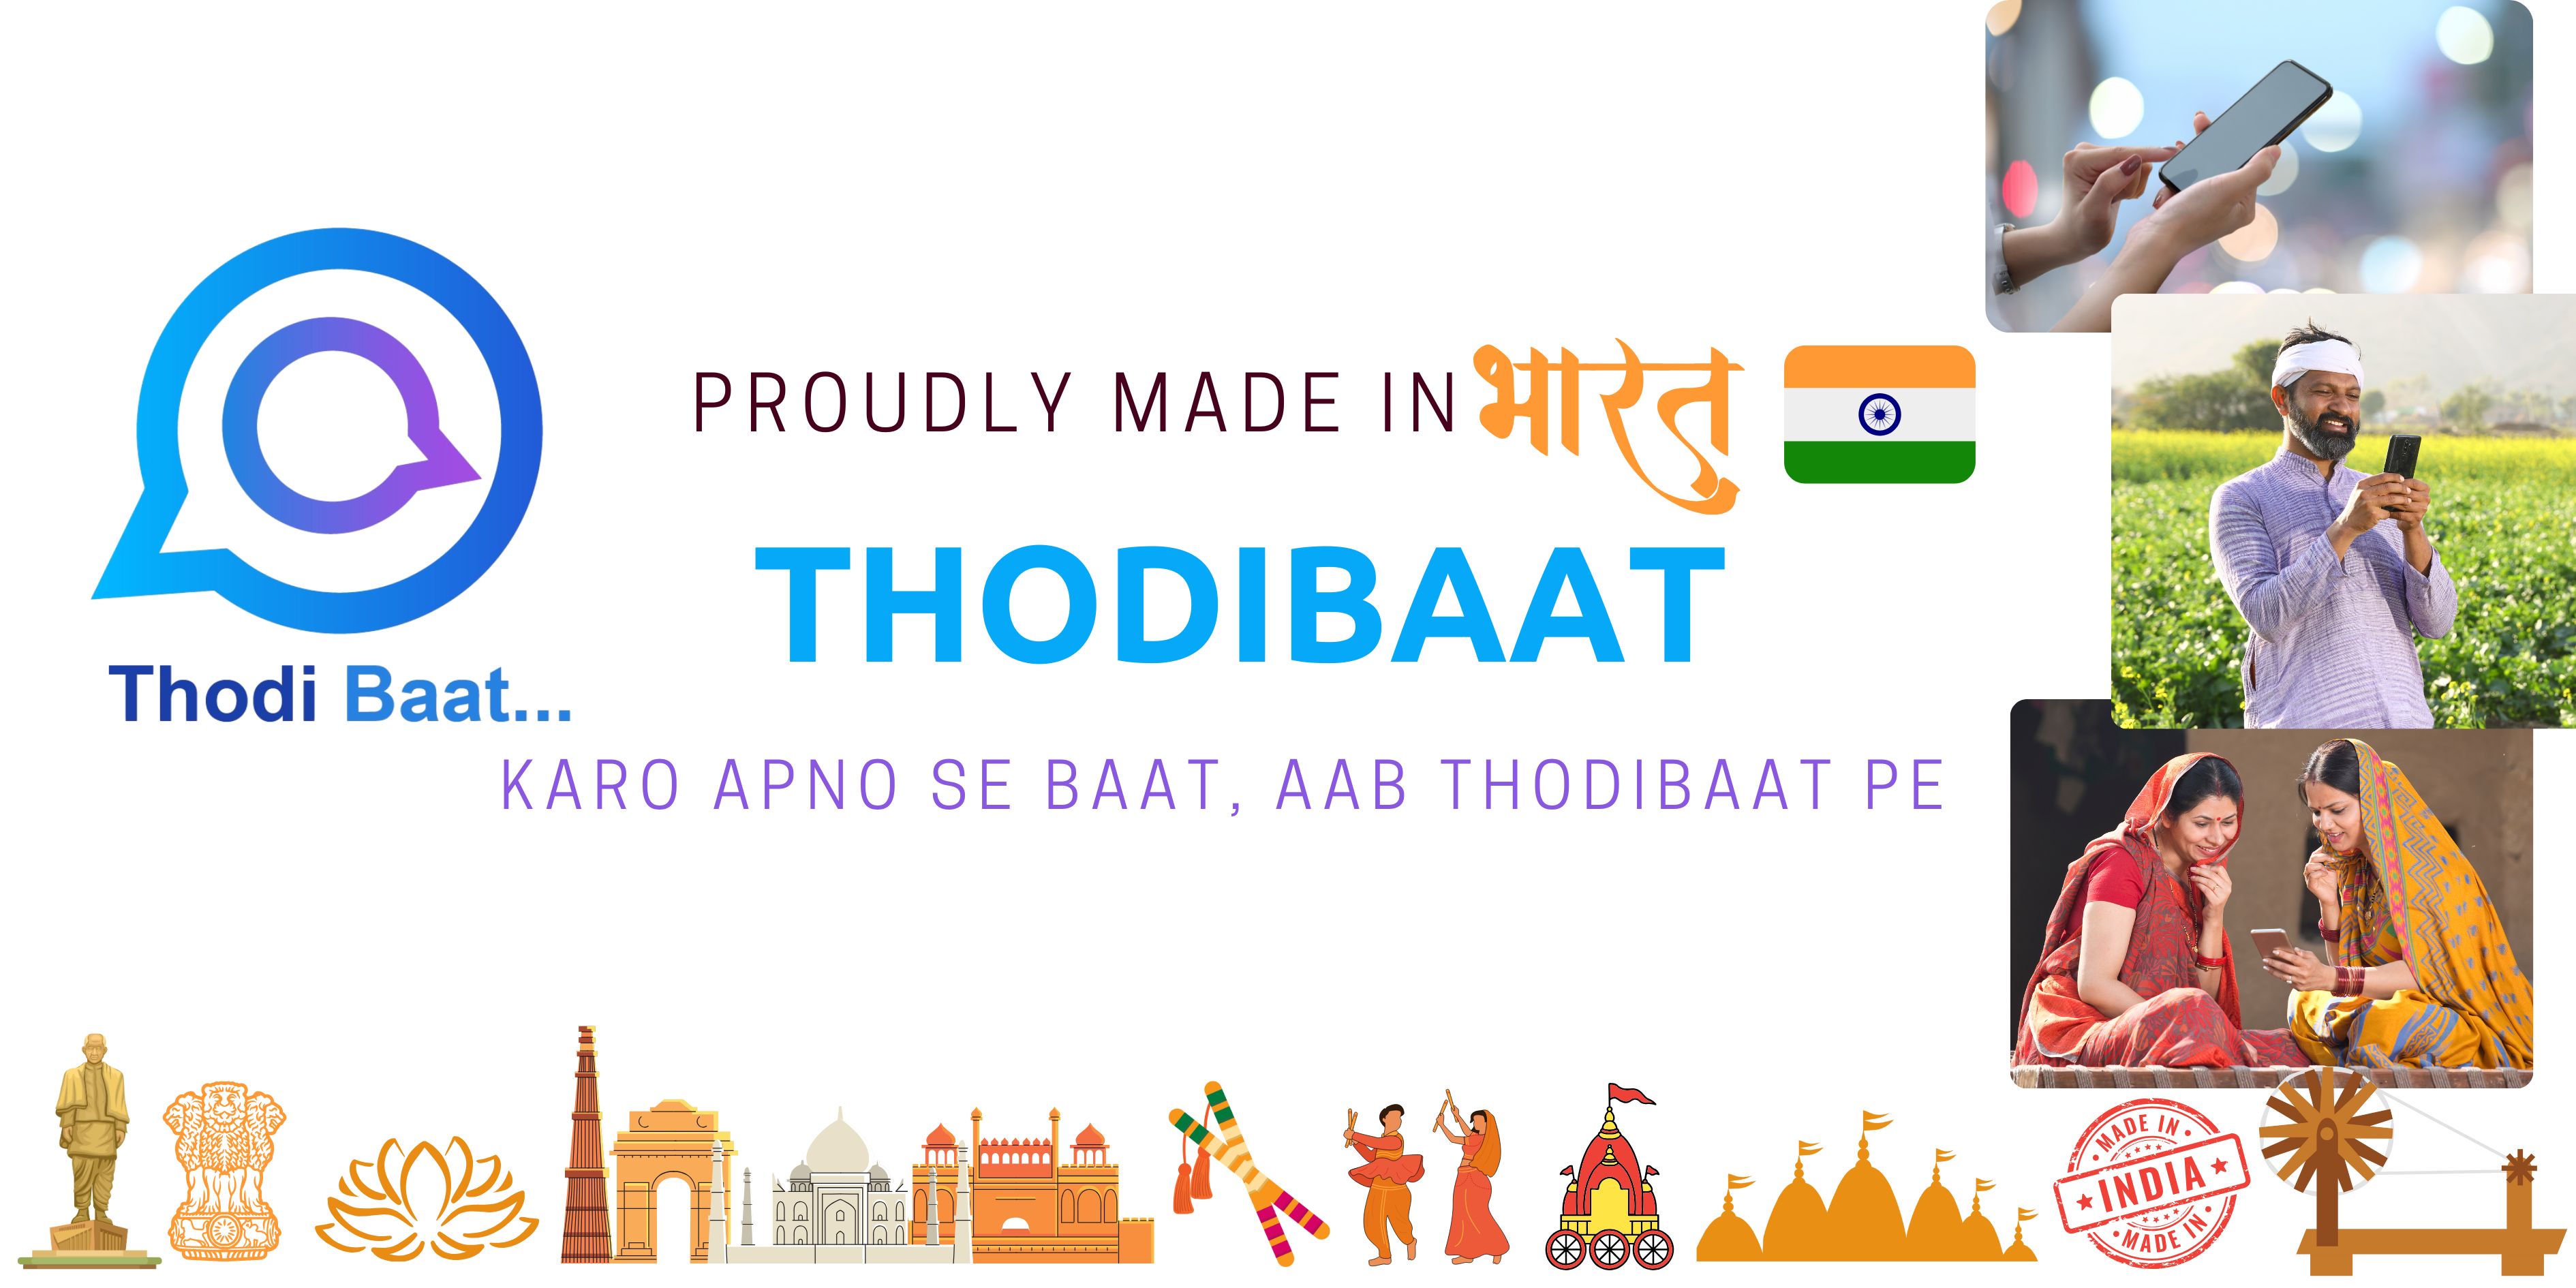 PROUDLY MADE IN भारत
THODIBAAT
Thodi Baat...
KARO APNO SE BAAT, AAB THODIBAAT PE
MADE IN
INDIA
MADE IN